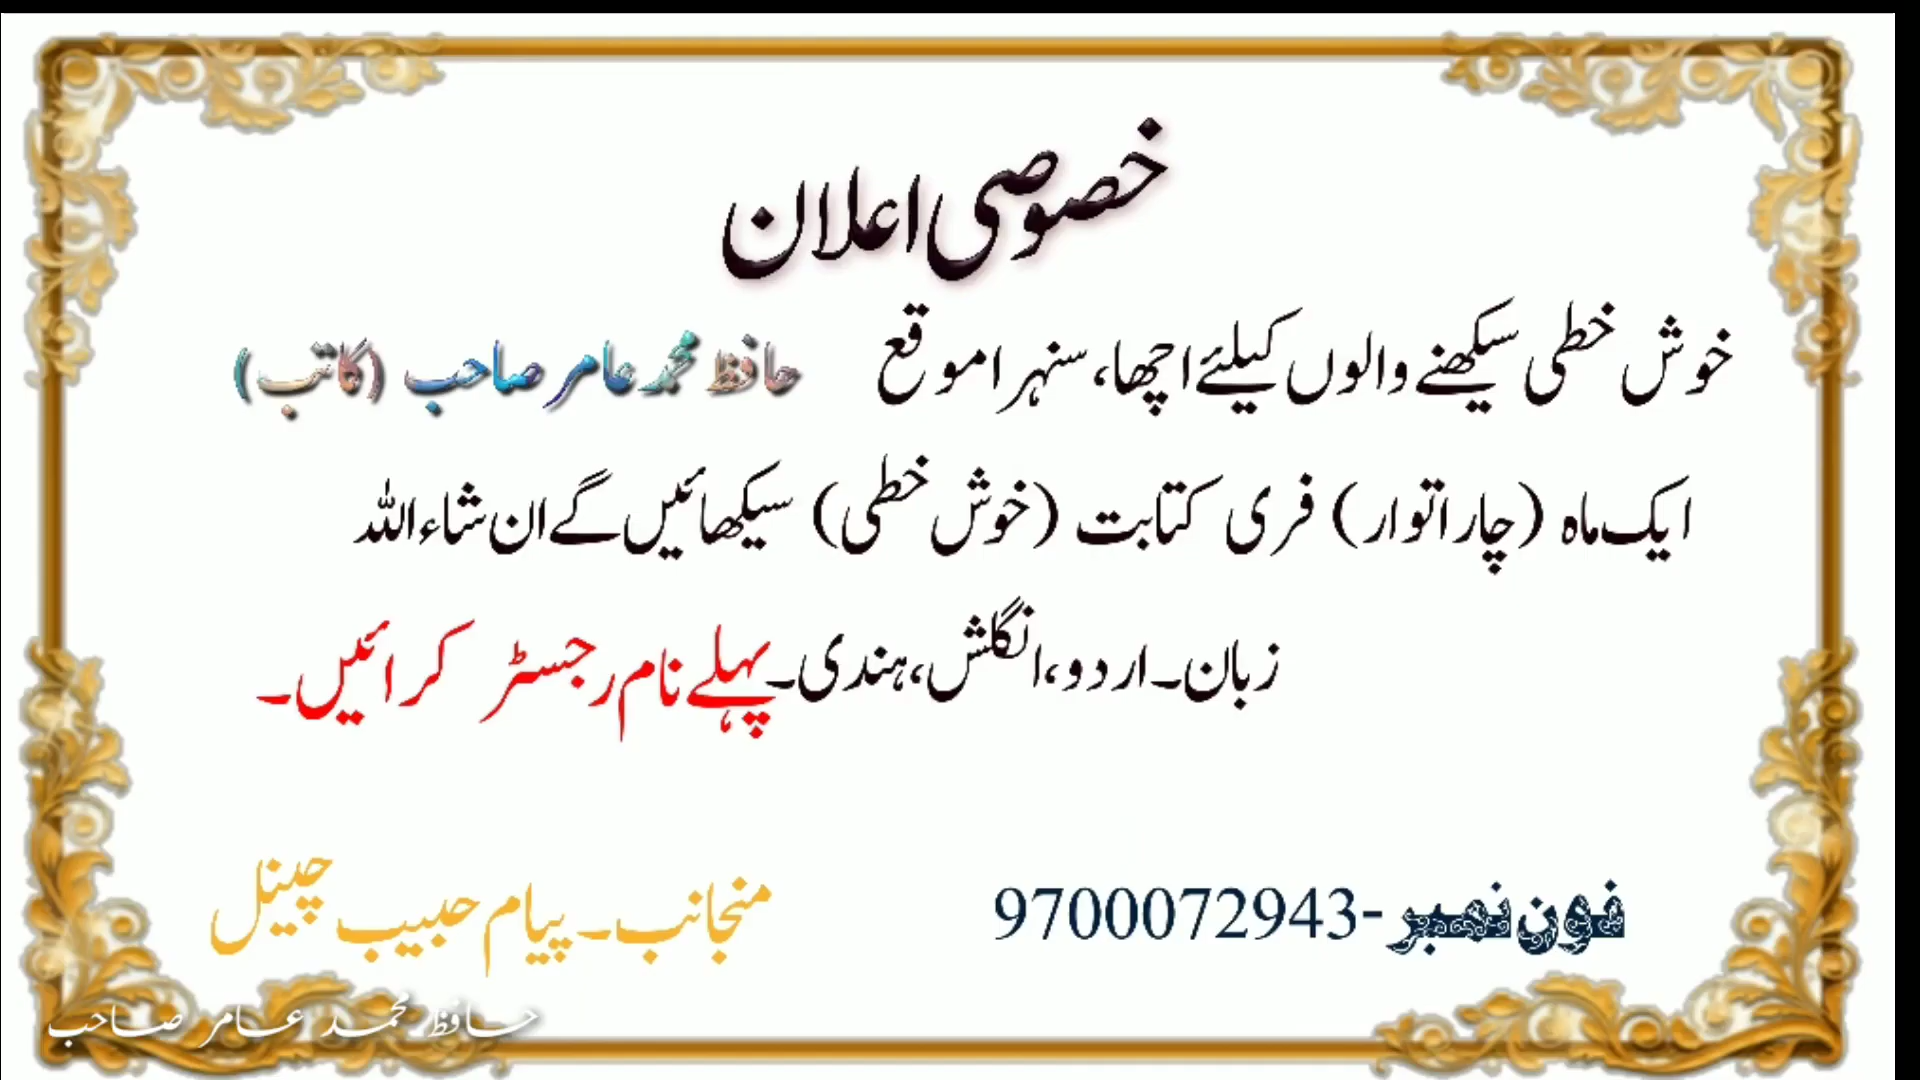 خصوصی اعلان
خوش خطی سیکھنے والوں کیلئے اچھا، سنہرا موقع حافظ محمد عامر صاحب (کاتب)
ایک ماہ (چار اتوار) فری کتابت (خوش خطی) سیکھائیں گے ان شاء اللہ
زبان۔ اردو، انگلش، ہندی۔ پہلے نام رجسٹر کرائیں۔
فون نمبر-9700072943 منجانب۔ پیام حبیب چینل
حافظ محمد عامر صاحب